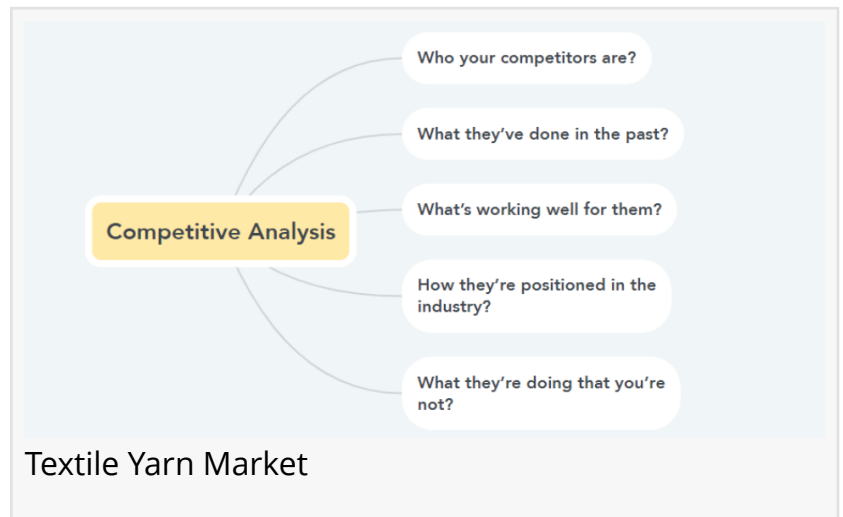 Who your competitors are?
What they've done in the past?
What's working well for them?
Competitive Analysis
How they're positioned in the
industry?
What they're doing that you're
not?
Textile Yarn Market